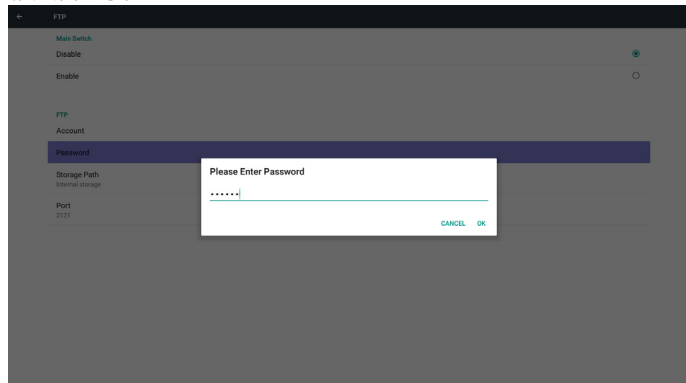 FTP
Main Switch
Disable
Enable
FTP
Account
Password
Storage Path
Internal storage
Port
2121
Please Enter Password
••••••
CANCEL OK